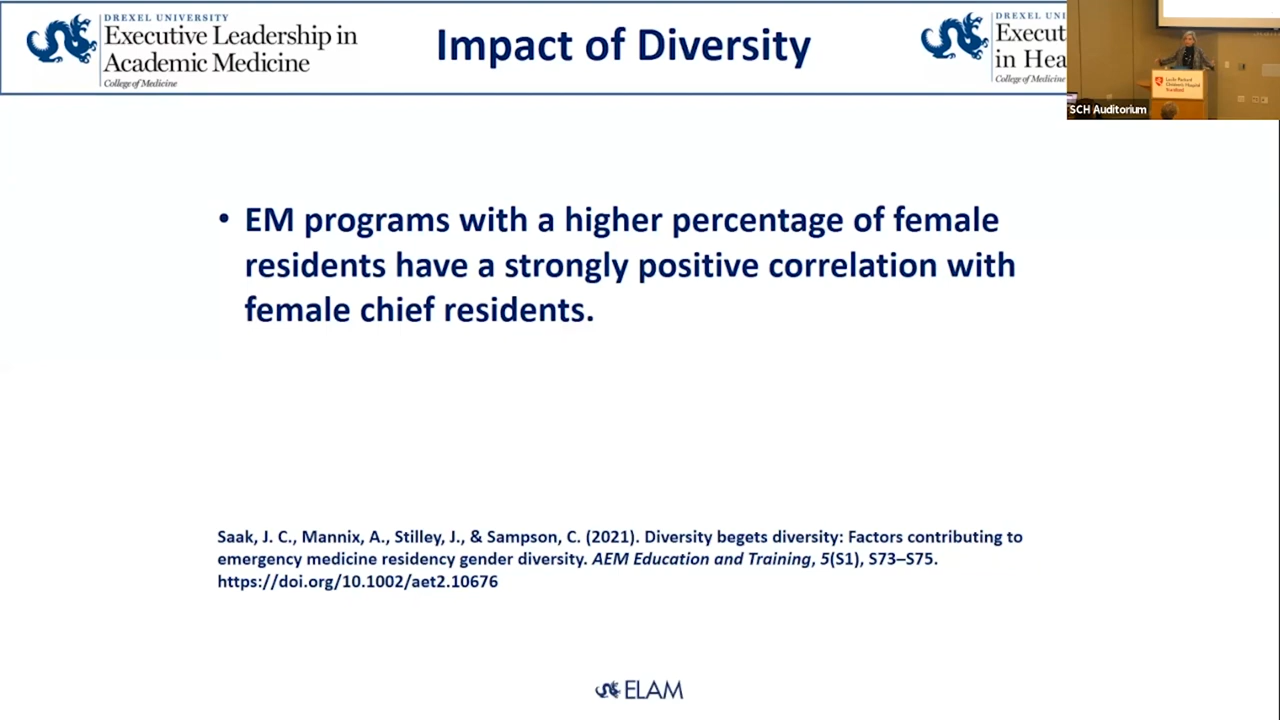 DREXEL UNIVERSITY
Executive Leadership in
Academic Medicine
College of Medicine
Impact of Diversity
DREXEL UNI
Execut
in Hea
College of Medicine
SCH Auditorium
• EM programs with a higher percentage of female
residents have a strongly positive correlation with
female chief residents.
Saak, J. C., Mannix, A., Stilley, J., & Sampson, C. (2021). Diversity begets diversity: Factors contributing to
emergency medicine residency gender diversity. AEM Education and Training, 5(S1), S73–S75.
https://doi.org/10.1002/aet2.10676
ELAM